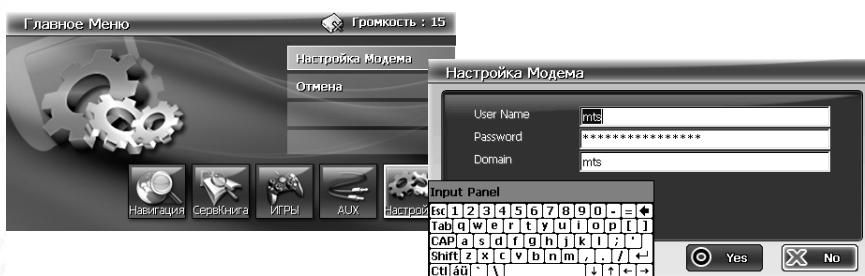 Главное Меню
Громкость : 15
Настройка Модема
Отмена
Навигация
СервКнига
ИГРЫ
AUX
Настрой
Настройка Модема
User Name
mts
Password
****************
Domain
mts
Input Panel
Esc 1 2 3 4 5 6 7 8 9 0 - =
Tab q w e r t y u i o p [ ]
CAP a s d f g h j k l ; '
Shift z x c v b n m , . /
Ctl áü ` \
Yes
No